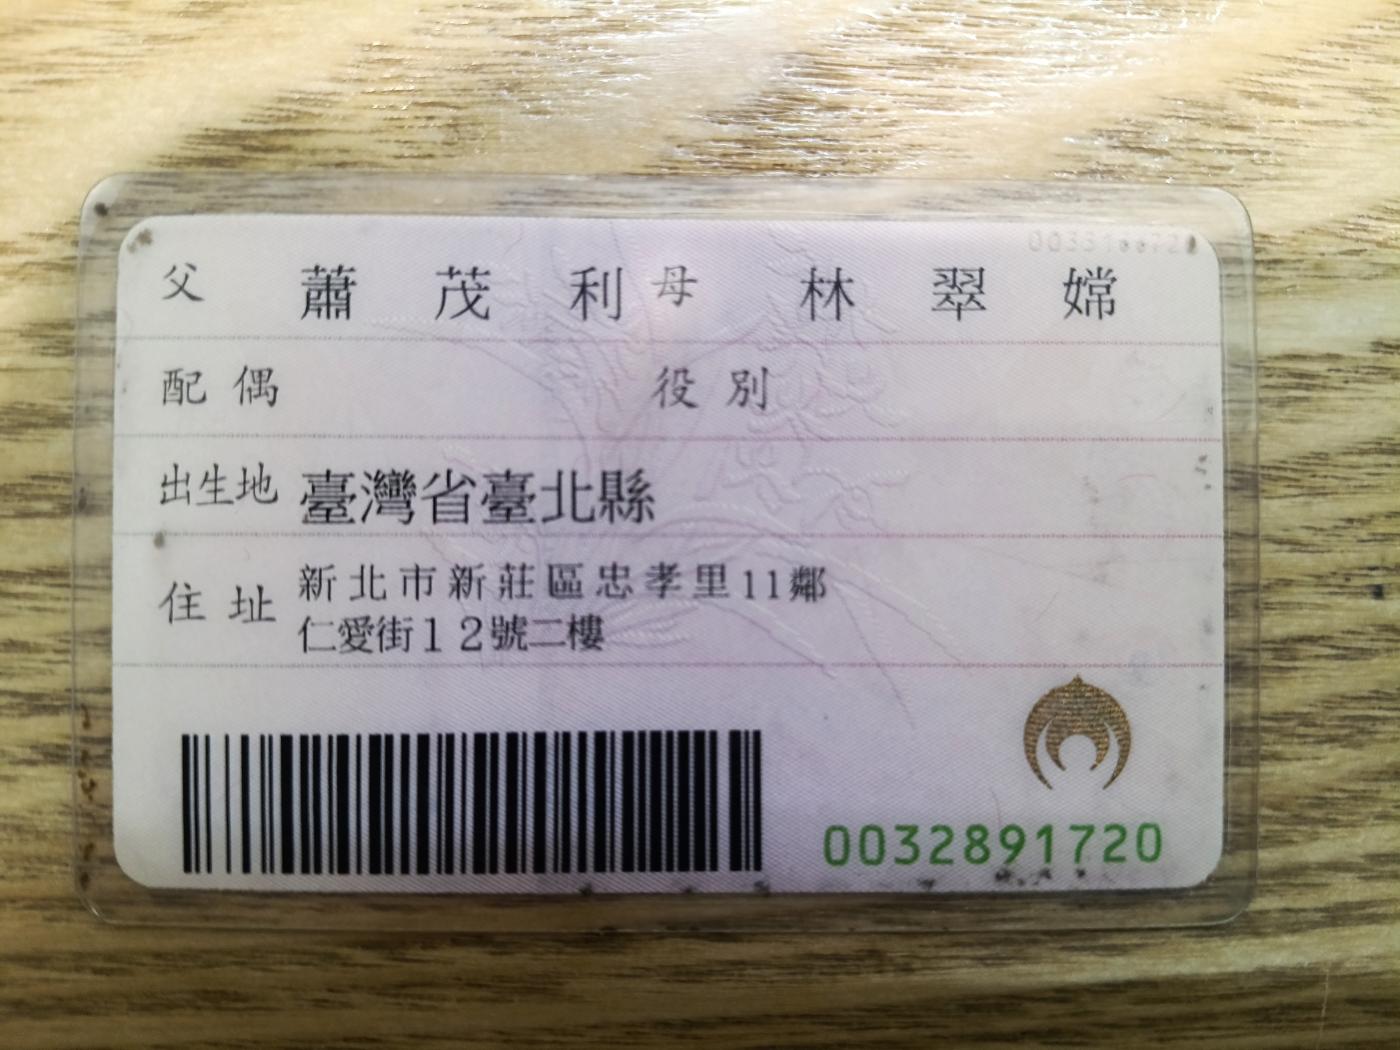 父 蕭茂利 母 林翠嫦
配偶 役別
出生地 臺灣省臺北縣
住址 新北市新莊區忠孝里11鄰
仁愛街12號二樓
0032891720